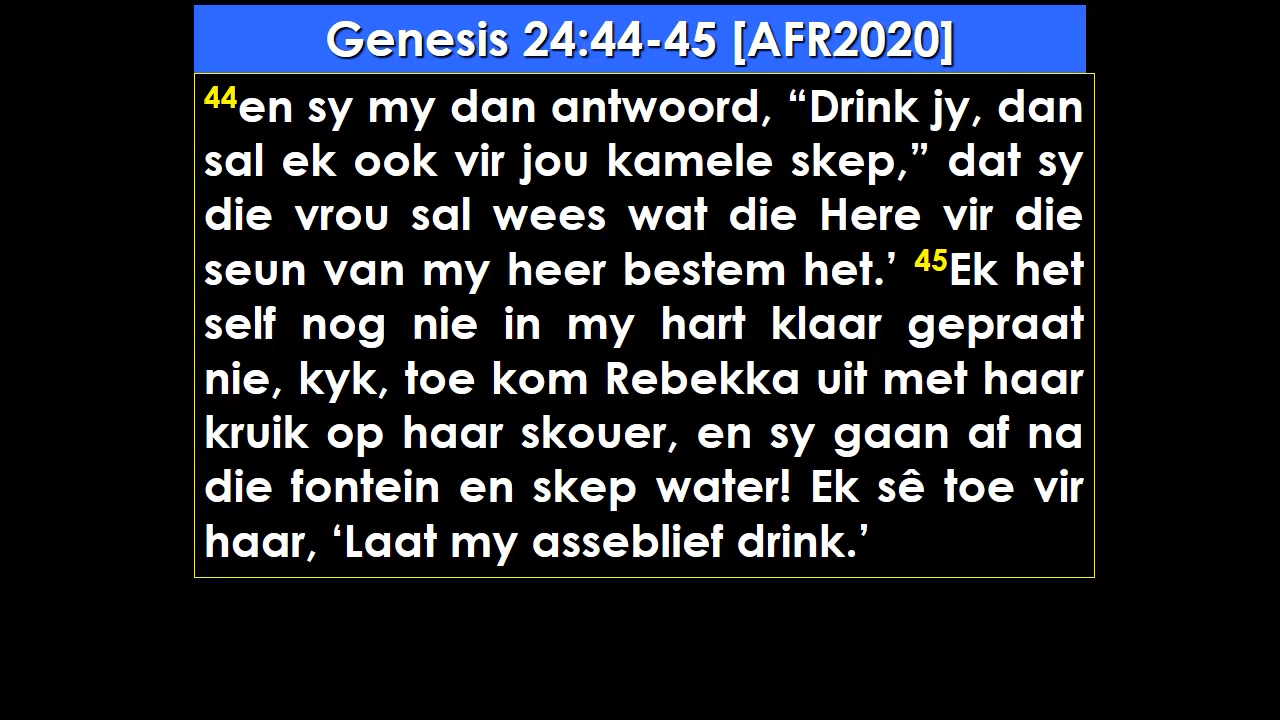 Genesis 24:44-45 [AFR2020]
44en sy my dan antwoord, “Drink jy, dan
sal ek ook vir jou kamele skep,” dat sy
die vrou sal wees wat die Here vir die
seun van my heer bestem het.’ 45Ek het
self nog nie in my hart klaar gepraat
nie, kyk, toe kom Rebekka uit met haar
kruik op haar skouer, en sy gaan af na
die fontein en skep water! Ek sê toe vir
haar, ‘Laat my asseblief drink.’